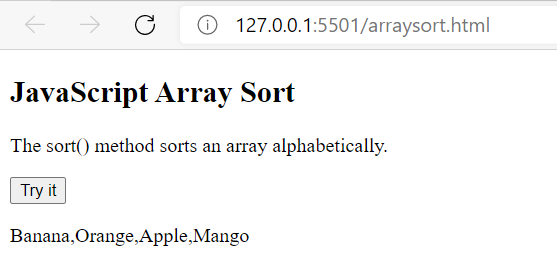 127.0.0.1:5501/arraysort.html
JavaScript Array Sort
The sort() method sorts an array alphabetically.
Try it
Banana,Orange,Apple,Mango